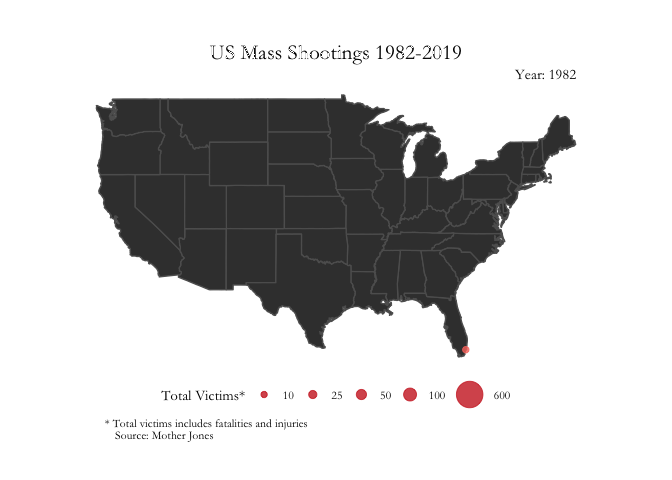 US Mass Shootings 1982-2019
Year: 1982
Total Victims* 10 25 50 100 600
* Total victims includes fatalities and injuries
Source: Mother Jones